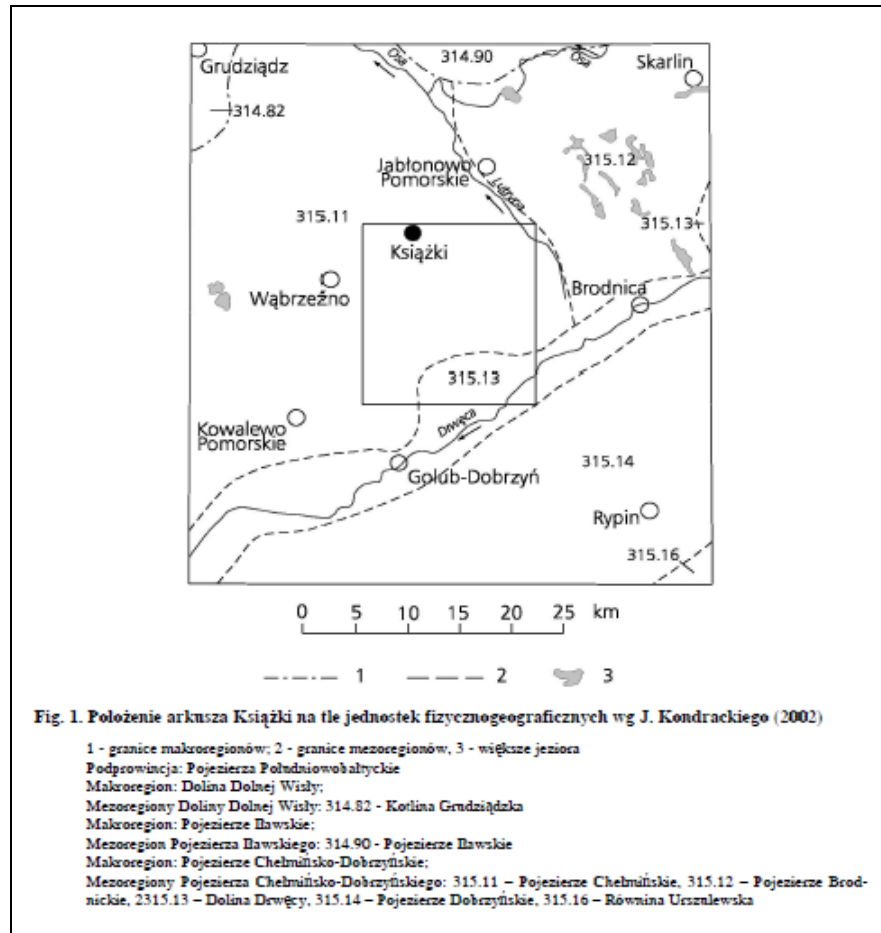 Osa
314.90
Osa
Skarlin
Grudziądz
314.82
315.12
Jabłonowo
Pomorskie
Lutryna
315.11
315.13
Książki
Wąbrzeźno
Brodnica
315.13
Kowalewo
Pomorskie
Drwęca
Golub-Dobrzyń
315.14
Rypin
315.16
0 5 10 15 20 25 km
1 2 3
Fig. 1. Położenie arkusza Książki na tle jednostek fizycznogeograficznych wg J. Kondrackiego (2002)
1 - granice makroregionów; 2 - granice mezoregionów, 3 - większe jeziora
Podprowincja: Pojezierza Południowobałtyckie
Makroregion: Dolina Dolnej Wisły;
Mezoregiony Doliny Dolnej Wisły: 314.82 - Kotlina Grudziądzka
Makroregion: Pojezierze Iławskie;
Mezoregion Pojezierza Iławskiego: 314.90 - Pojezierze Iławskie
Makroregion: Pojezierze Chełmińsko-Dobrzyńskie;
Mezoregiony Pojezierza Chełmińsko-Dobrzyńskiego: 315.11 – Pojezierze Chełmińskie, 315.12 – Pojezierze Brod-
nickie, 2315.13 – Dolina Drwęcy, 315.14 – Pojezierze Dobrzyńskie, 315.16 – Równina Urszulewska